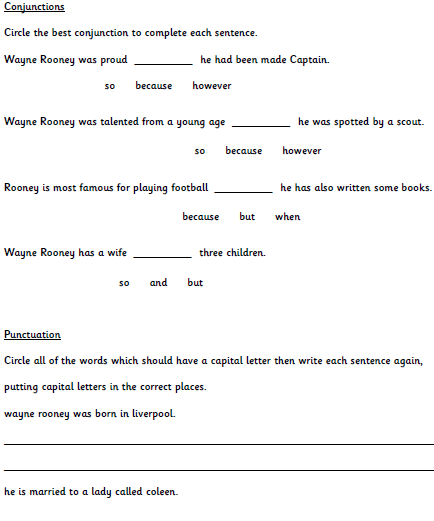 Conjunctions
Circle the best conjunction to complete each sentence.
Wayne Rooney was proud __________ he had been made Captain.
so because however
Wayne Rooney was talented from a young age __________ he was spotted by a scout.
so because however
Rooney is most famous for playing football __________ he has also written some books.
because but when
Wayne Rooney has a wife __________ three children.
so and but
Punctuation
Circle all of the words which should have a capital letter then write each sentence again,
putting capital letters in the correct places.
wayne rooney was born in liverpool.
he is married to a lady called coleen.